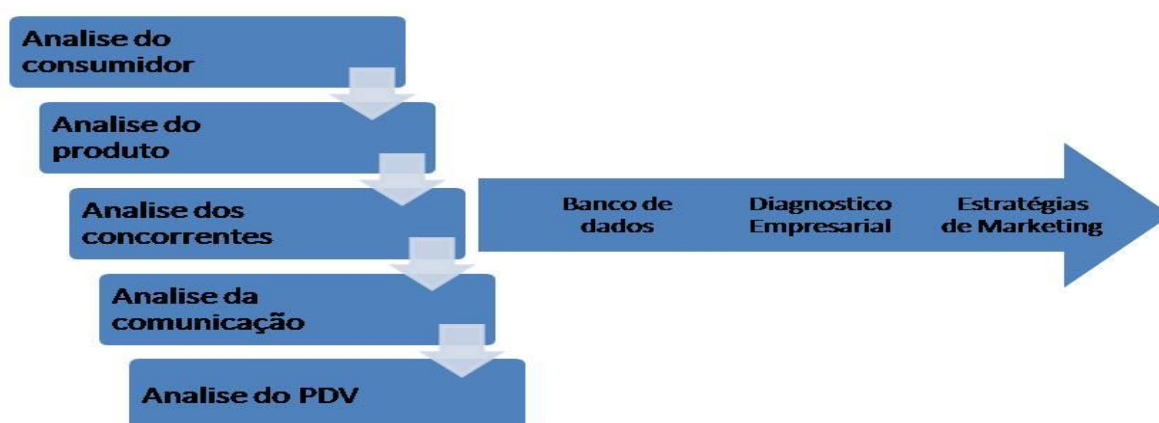 Analise do
consumidor
Analise do
produto
Analise dos
concorrentes
Analise da
comunicação
Analise do PDV
Banco de
dados
Diagnostico
Empresarial
Estratégias
de Marketing